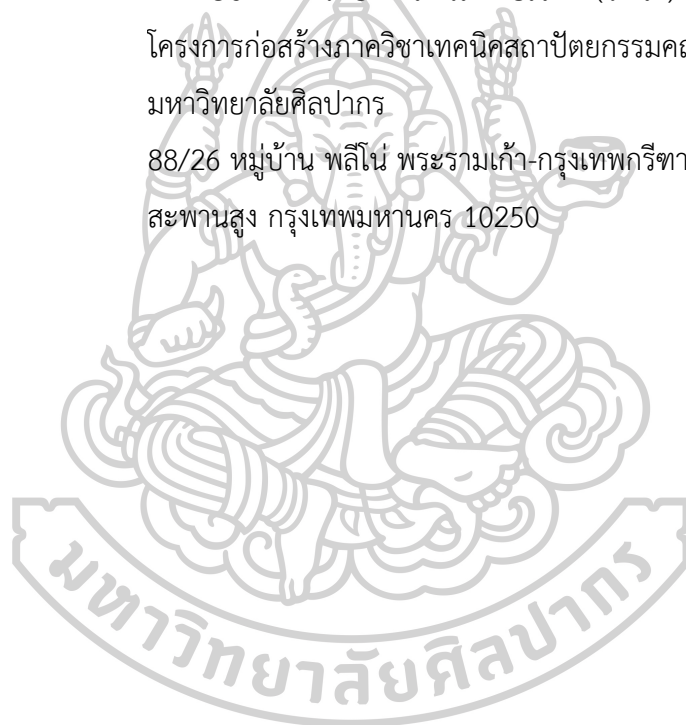 โครงการก่อสร้างภาควิชาเทคนิคสถาปัตยกรรม
มหาวิทยาลัยศิลปากร
88/26 หมู่บ้าน พลีโน่ พระรามเก้า-กรุงเทพกรีฑา
สะพานสูง กรุงเทพมหานคร 10250
มหาวิทยาลัยศิลปากร